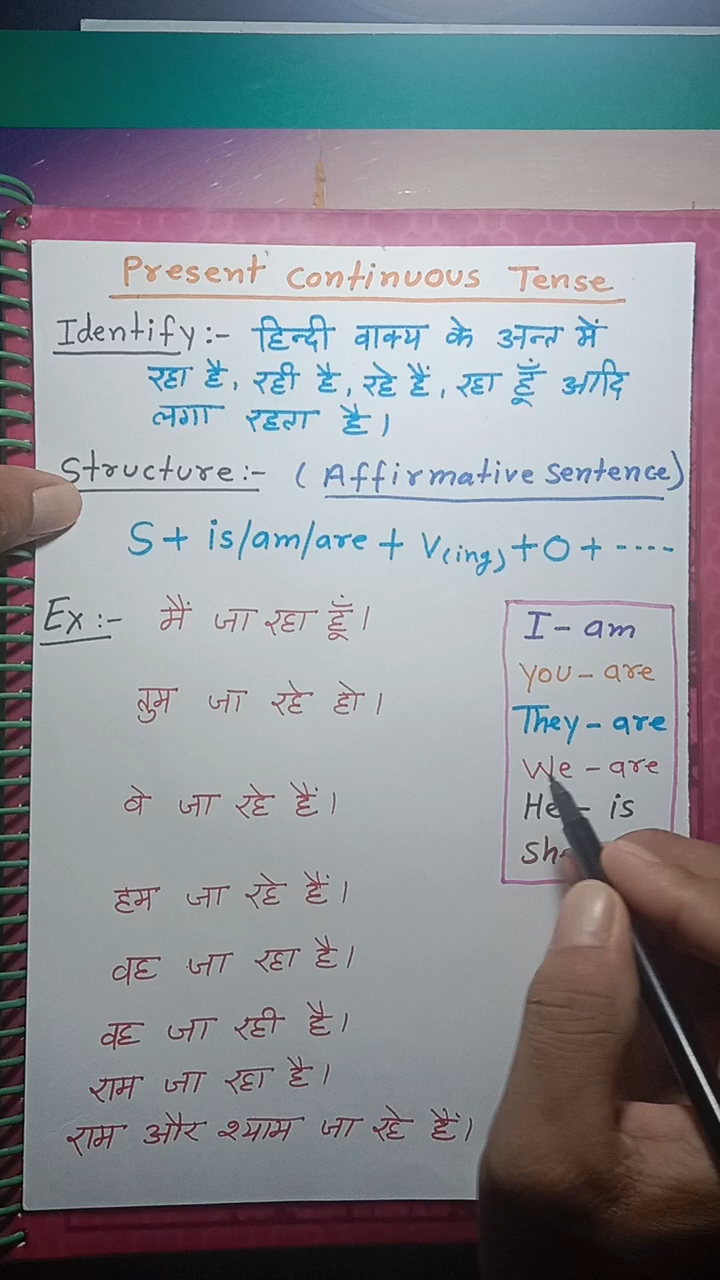 Present Continuous Tense
Identify:- हिन्दी वाक्य के अन्त में
रहा है, रही है, रहे हैं, रहा हूँ आदि
लगा रहता है।
Structure:- (Affirmative Sentence)
S+ is/am/are + V(ing) + O + ----
Ex:- मैं जा रहा हूँ।
तुम जा रहे हो।
वे जा रहे हैं।
हम जा रहे हैं।
वह जा रहा है।
वह जा रही है।
राम जा रहा है।
राम और श्याम जा रहे हैं।
I - am
You - are
They - are
We - are
He - is